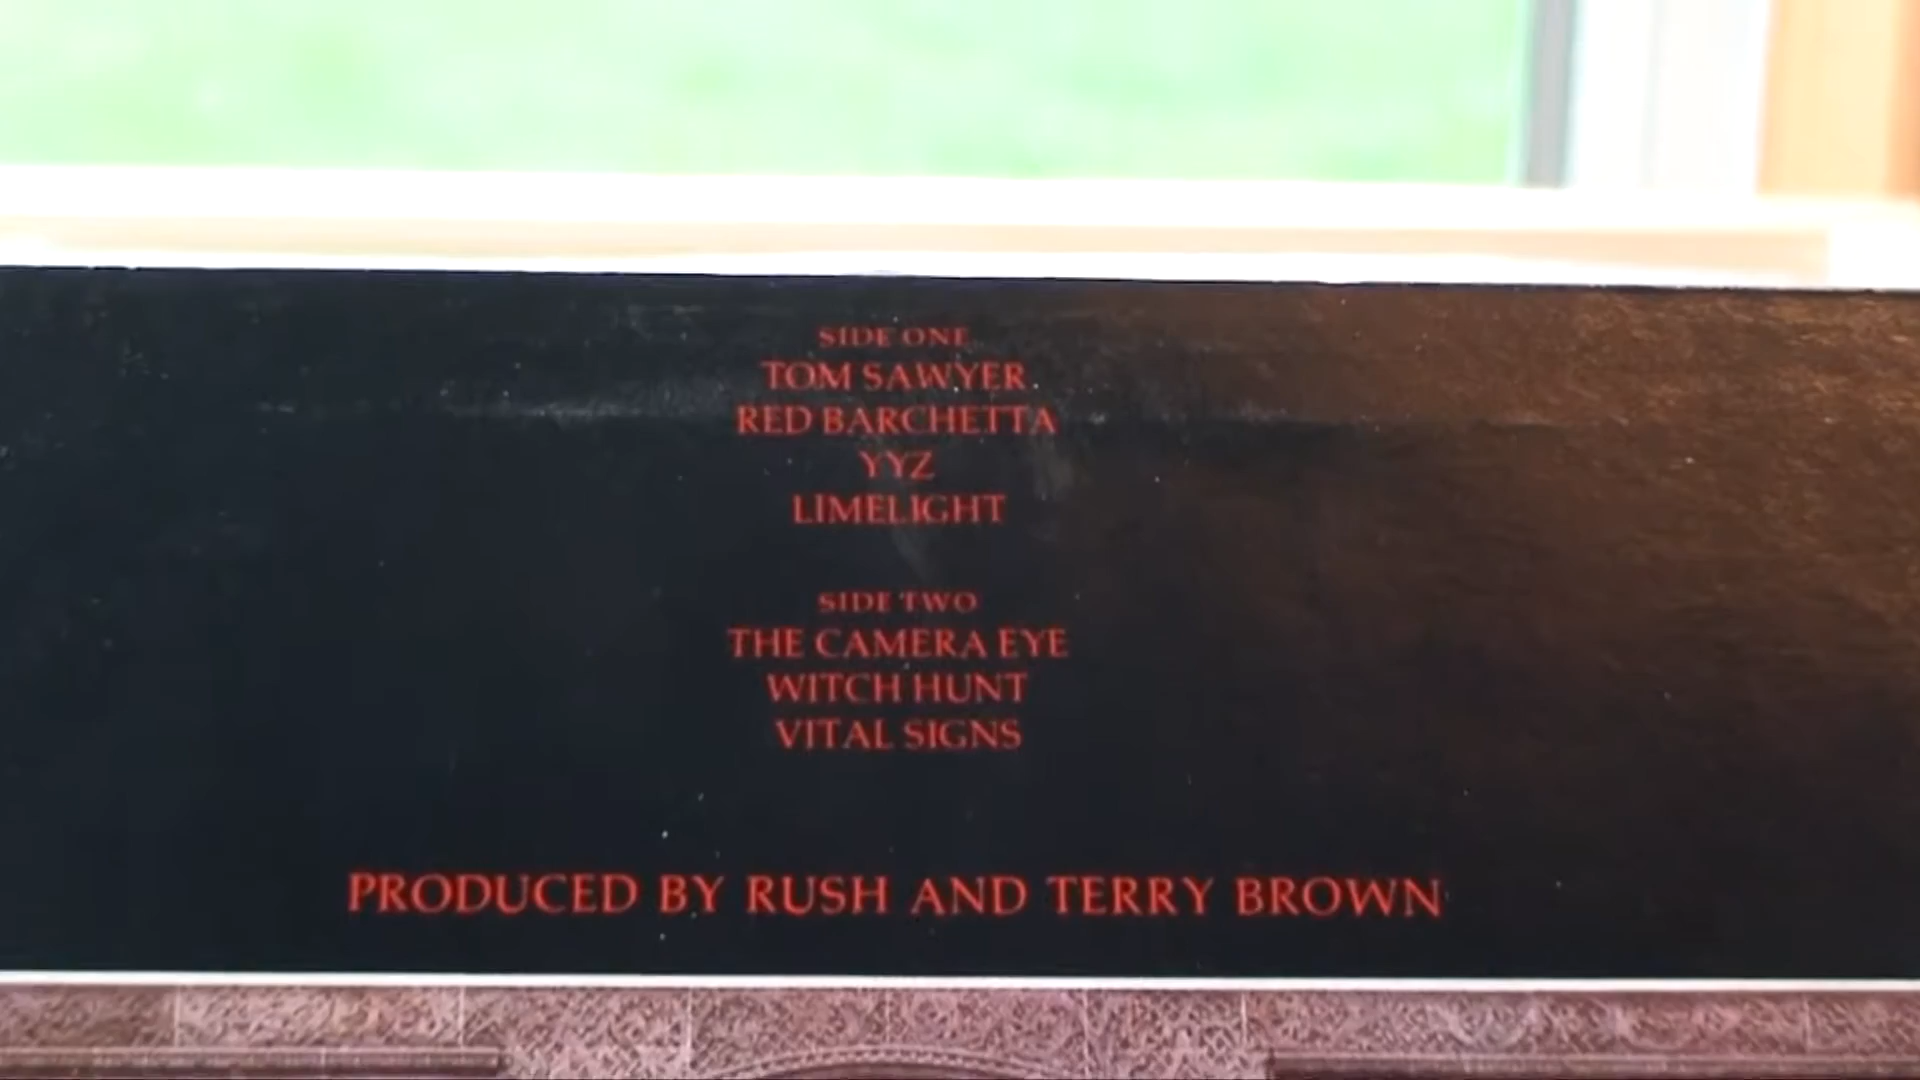 SIDE ONE
TOM SAWYER
RED BARCHETTA
YYZ
LIMELIGHT
SIDE TWO
THE CAMERA EYE
WITCH HUNT
VITAL SIGNS
PRODUCED BY RUSH AND TERRY BROWN